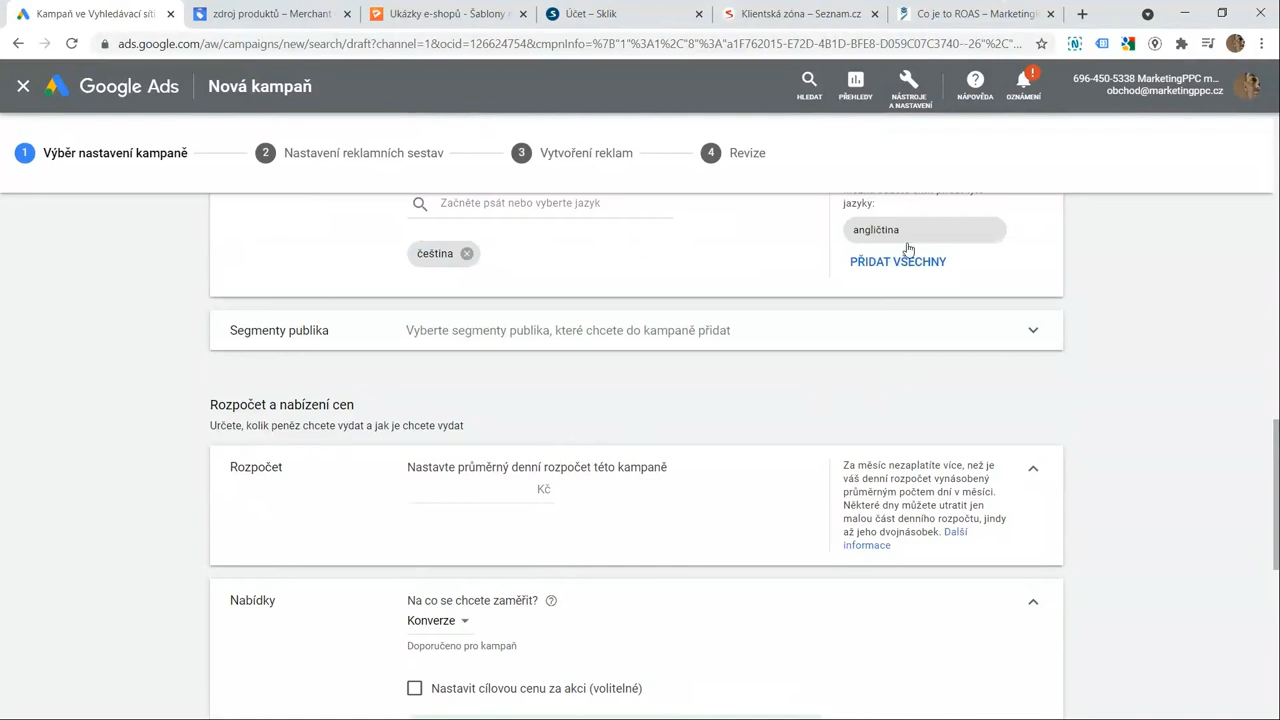 Kampaň ve Vyhledávací síti
zdroj produktů – Merchant
Ukázky e-shopů - Šablony
Účet – Sklik
Klientská zóna – Seznam.cz
Co je to ROAS -
ads.google.com/aw/campaigns/new/search/draft?channel=1&ocid=126624754&cmpnInfo=%7B"1"%3A1%2C"8"%3A"a1F762015-E73D-4B1D-BFE8-D059C07C3740--26"%2C"...
Google Ads
Nová kampaň
HLEDAT
PŘEHLEDY
NÁSTROJE
A NASTAVENÍ
NÁPOVĚDA
!
OZNÁMENÍ
696-450-5338 MarketingPPC m...
obchod@marketingppc.cz
1 Výběr nastavení kampaně
2 Nastavení reklamních sestav
3 Vytvoření reklam
4 Revize
Začněte psát nebo vyberte jazyk
čeština
jazyky:
angličtina
PŘIDAT VŠECHNY
Segmenty publika
Vyberte segmenty publika, které chcete do kampaně přidat
Rozpočet a nabízení cen
Určete, kolik peněz chcete vydat a jak je chcete vydat
Rozpočet
Nastavte průměrný denní rozpočet této kampaně
Kč
Za měsíc nezaplatíte více, než je
váš denní rozpočet vynásobený
průměrným počtem dní v měsíci.
Některé dny můžete utratit jen
malou část denního rozpočtu, jindy
až jeho dvojnásobek. Další
informace
Nabídky
Na co se chcete zaměřit?
Konverze
Doporučeno pro kampaň
Nastavit cílovou cenu za akci (volitelné)